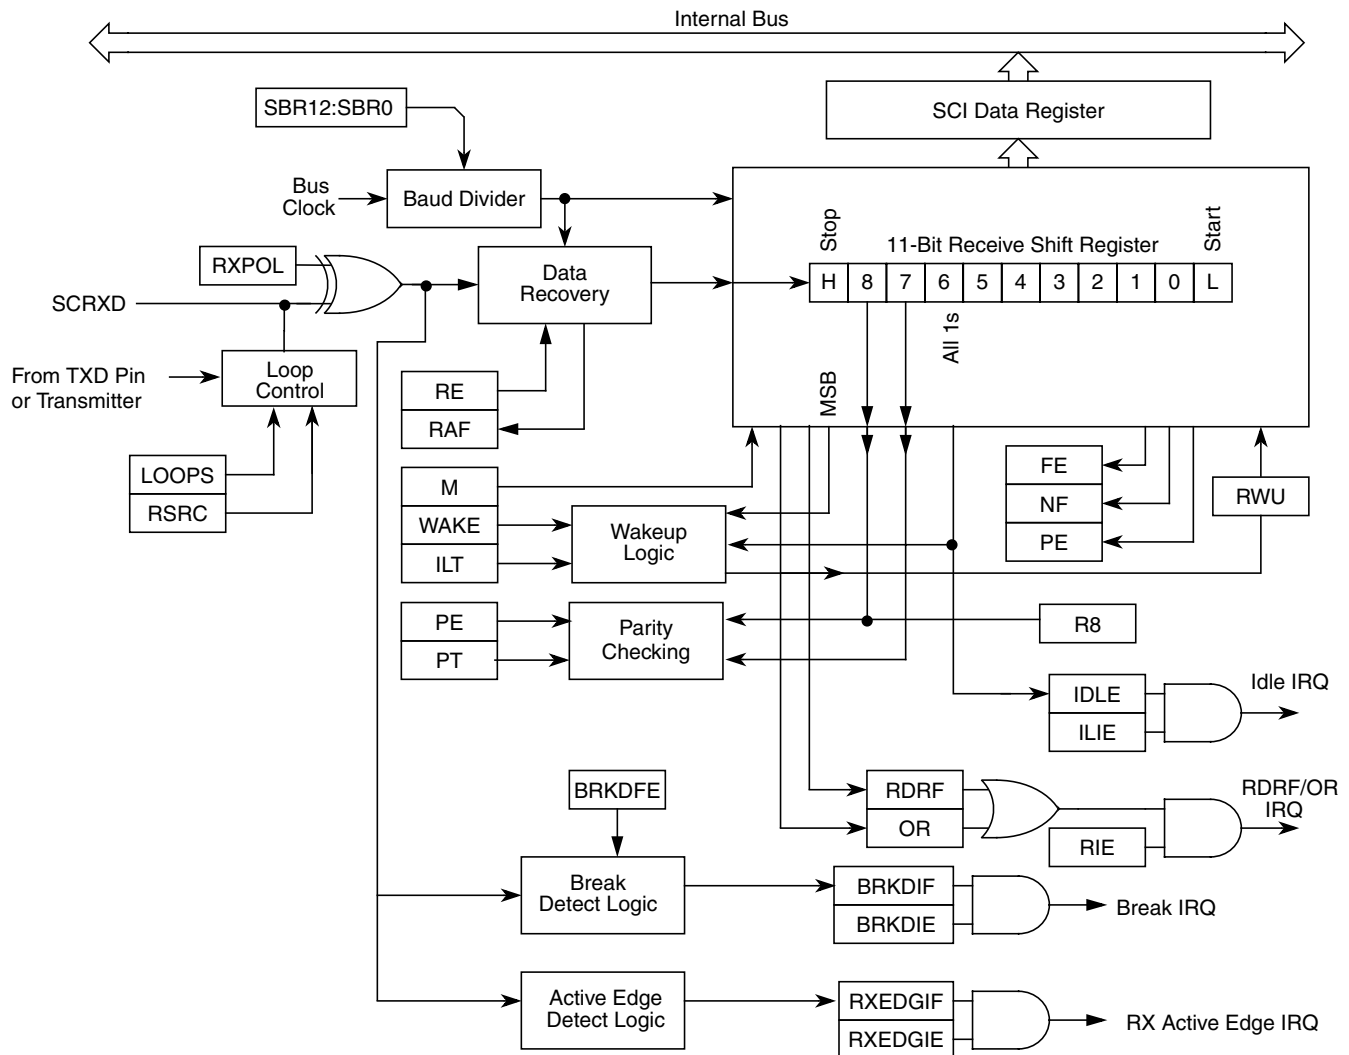 Internal Bus
SBR12:SBR0
SCI Data Register
Bus
Clock
Baud Divider
Stop
11-Bit Receive Shift Register
Start
RXPOL
Data
Recovery
H 8 7 6 5 4 3 2 1 0 L
SCRXD
All 1s
From TXD Pin
or Transmitter
Loop
Control
MSB
RE
RAF
LOOPS
RSRC
M
WAKE
ILT
Wakeup
Logic
FE
NF
PE
RWU
PE
PT
Parity
Checking
R8
IDLE
ILIE
Idle IRQ
BRKDFE
RDRF
OR
RIE
RDRF/OR
IRQ
Break
Detect Logic
BRKDIF
BRKDIE
Break IRQ
Active Edge
Detect Logic
RXEDGIF
RXEDGIE
RX Active Edge IRQ